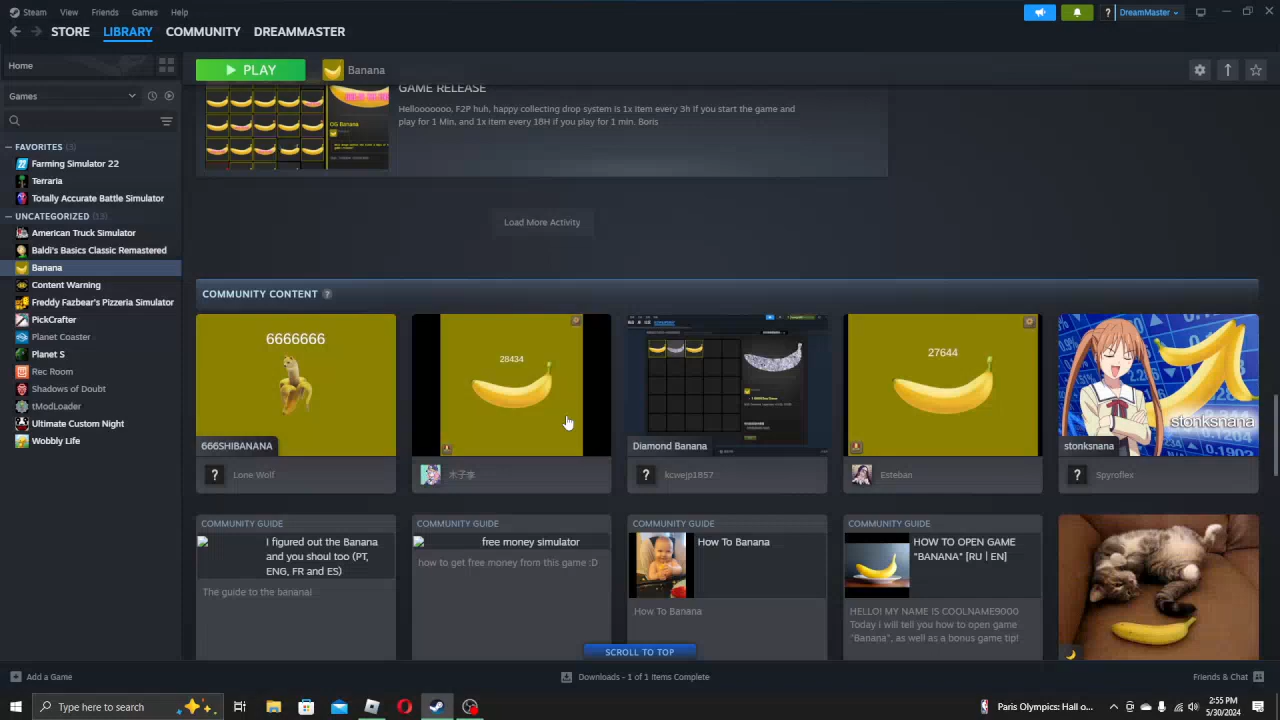 Steam View Friends Games Help
? DreamMaster
STORE LIBRARY COMMUNITY DREAMMASTER
Home
PLAY Banana
Games
GAME RELEASE
Hellooooooo, F2P huh, happy collecting drop system is 1x item every 3h if you start the game and
play for 1 Min, and 1x item every 18H if you play for 1 min. Boris
OG Banana
FAVORITES (3)
Farming Simulator 22
Terraria
Totally Accurate Battle Simulator
UNCATEGORIZED (13)
American Truck Simulator
Baldi's Basics Classic Remastered
Banana
Content Warning
Freddy Fazbear's Pizzeria Simulator
PickCrafter
Planet Coaster
Planet S
Rec Room
Shadows of Doubt
tModLoader
Ultimate Custom Night
Wobbly Life
Load More Activity
COMMUNITY CONTENT ?
6666666
666SHIBANANA
? Lone Wolf
28434
木子李
Diamond Banana
? kcwejp1857
27644
Esteban
stonksnana
stonksnana
? Spyroflex
COMMUNITY GUIDE
I figured out the Banana
and you shoul too (PT,
ENG, FR and ES)
The guide to the banana!
COMMUNITY GUIDE
free money simulator
how to get free money from this game :D
COMMUNITY GUIDE
How To Banana
How To Banana
COMMUNITY GUIDE
HOW TO OPEN GAME
"BANANA" [RU | EN]
HELLO! MY NAME IS COOLNAME9000
Today i will tell you how to open game
"Banana", as well as a bonus game tip!
SCROLL TO TOP
Add a Game
Downloads - 1 of 1 Items Complete
Friends & Chat
Type here to search
Paris Olympics: Hall o...
2:55 PM
5/30/2024